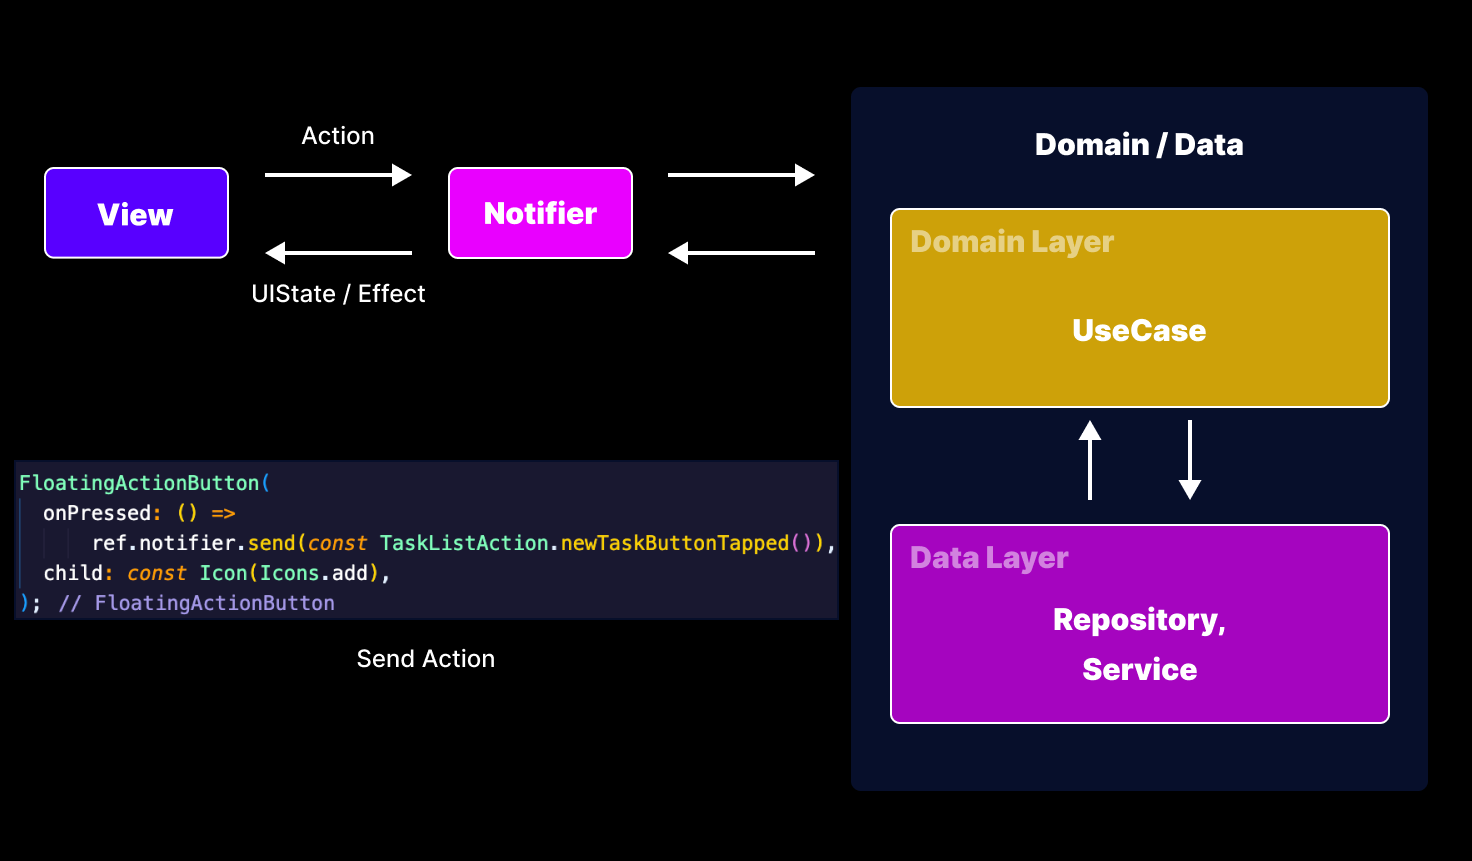 Action
View
Notifier
UIState / Effect
Domain / Data
Domain Layer
UseCase
Data Layer
Repository,
Service
FloatingActionButton(
  onPressed: () =>
      ref.notifier.send(const TaskListAction.newTaskButtonTapped()),
  child: const Icon(Icons.add),
); // FloatingActionButton
Send Action